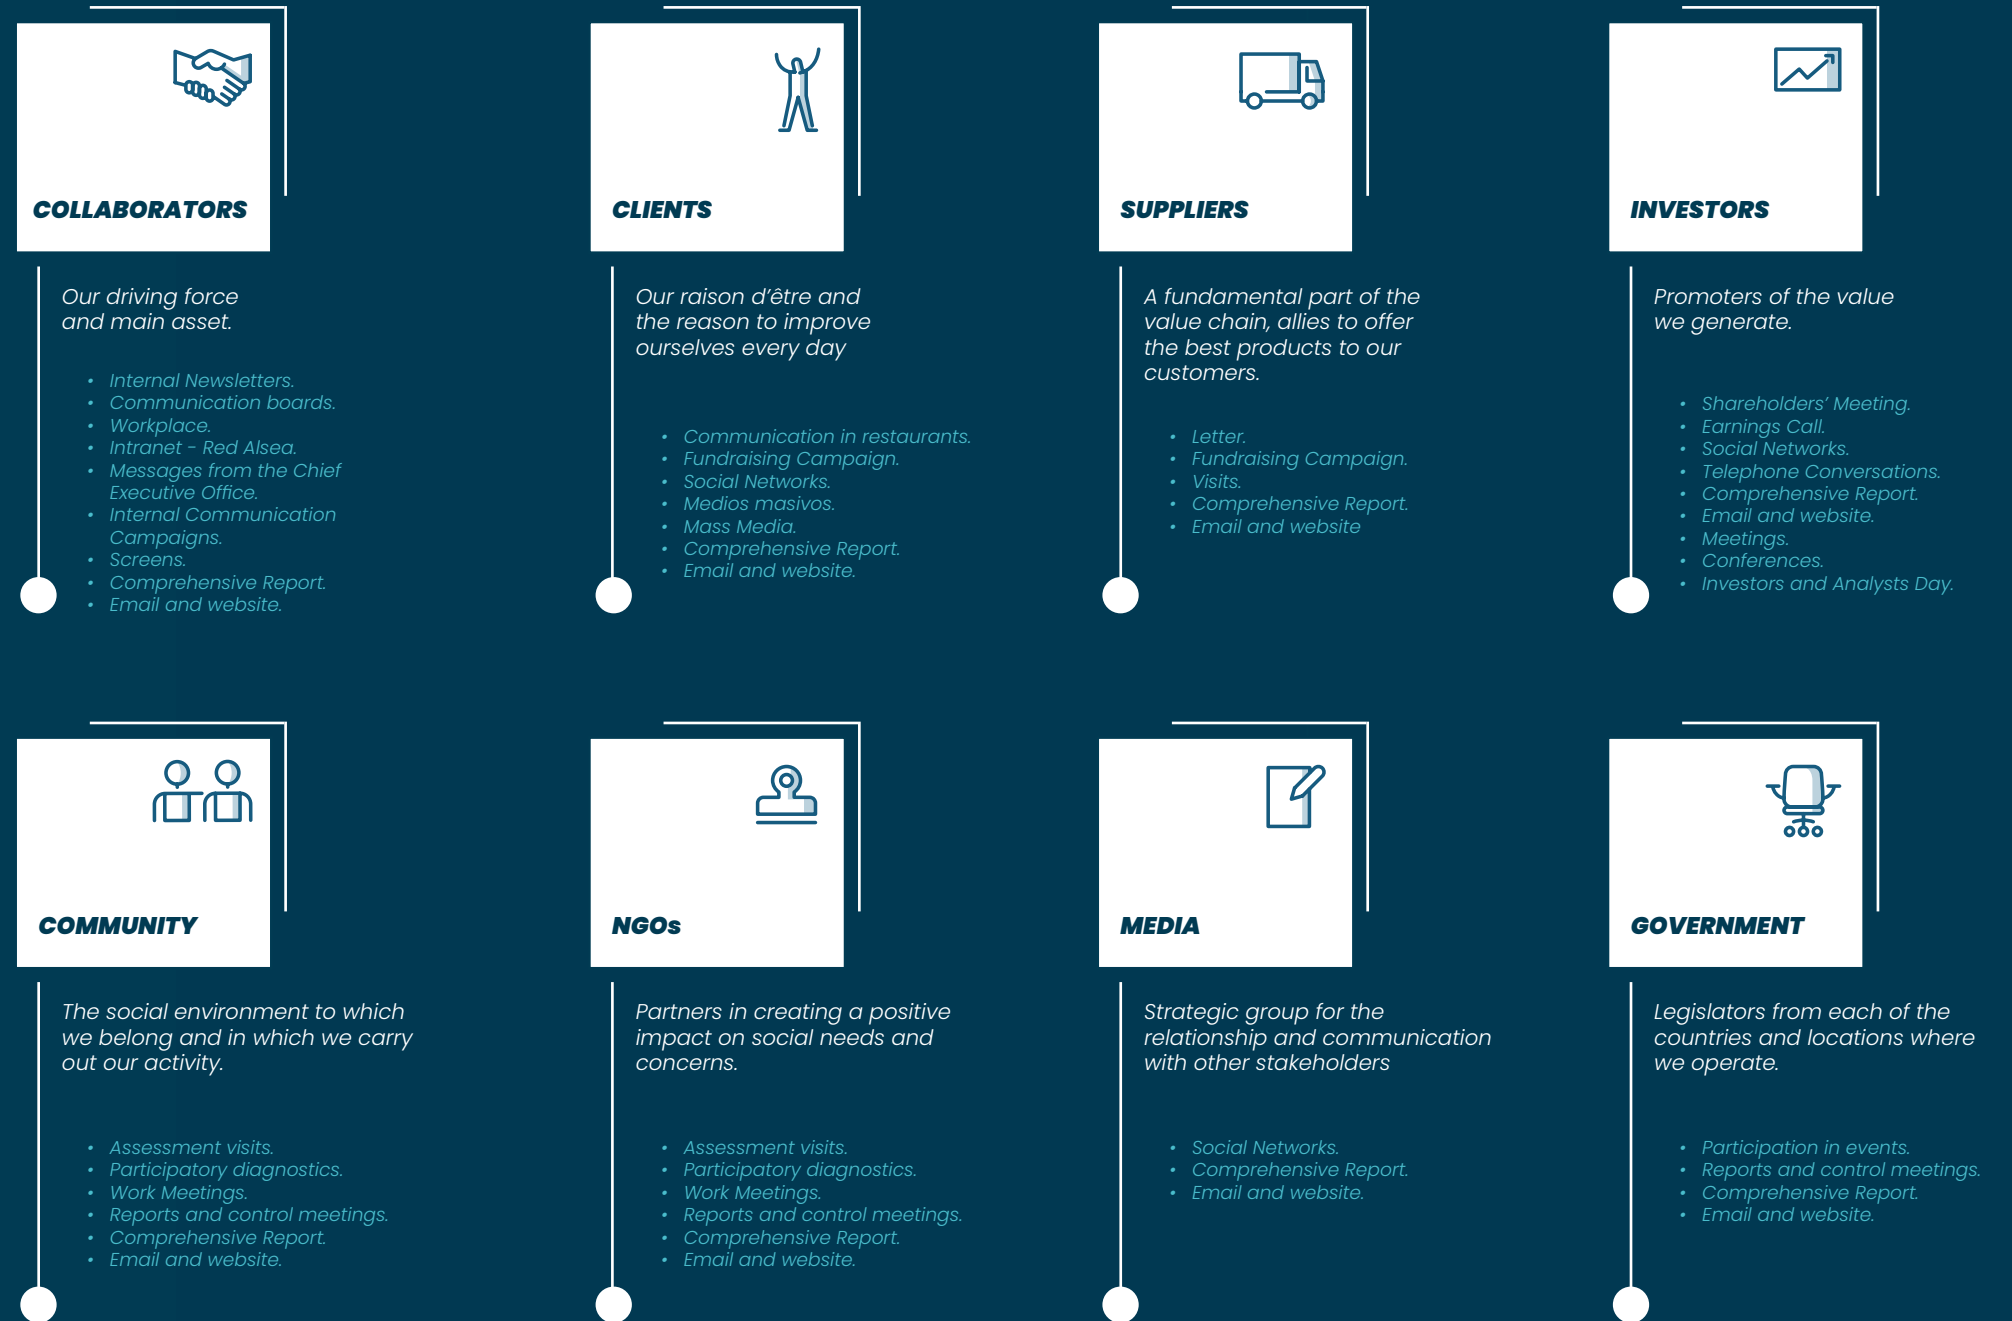 COLLABORATORS
Our driving force
and main asset.
• Internal Newsletters.
• Communication boards.
• Workplace.
• Intranet - Red Alsea.
• Messages from the Chief
Executive Office.
• Internal Communication
Campaigns.
• Screens.
• Comprehensive Report.
• Email and website.
CLIENTS
Our raison d’être and
the reason to improve
ourselves every day
• Communication in restaurants.
• Fundraising Campaign.
• Social Networks.
• Medios masivos.
• Mass Media.
• Comprehensive Report.
• Email and website.
SUPPLIERS
A fundamental part of the
value chain, allies to offer
the best products to our
customers.
• Letter.
• Fundraising Campaign.
• Visits.
• Comprehensive Report.
• Email and website
INVESTORS
Promoters of the value
we generate.
• Shareholders’ Meeting.
• Earnings Call.
• Social Networks.
• Telephone Conversations.
• Comprehensive Report.
• Email and website.
• Meetings.
• Conferences.
• Investors and Analysts Day.
COMMUNITY
The social environment to which
we belong and in which we carry
out our activity.
• Assessment visits.
• Participatory diagnostics.
• Work Meetings.
• Reports and control meetings.
• Comprehensive Report.
• Email and website.
NGOs
Partners in creating a positive
impact on social needs and
concerns.
• Assessment visits.
• Participatory diagnostics.
• Work Meetings.
• Reports and control meetings.
• Comprehensive Report.
• Email and website.
MEDIA
Strategic group for the
relationship and communication
with other stakeholders
• Social Networks.
• Comprehensive Report.
• Email and website.
GOVERNMENT
Legislators from each of the
countries and locations where
we operate.
• Participation in events.
• Reports and control meetings.
• Comprehensive Report.
• Email and website.